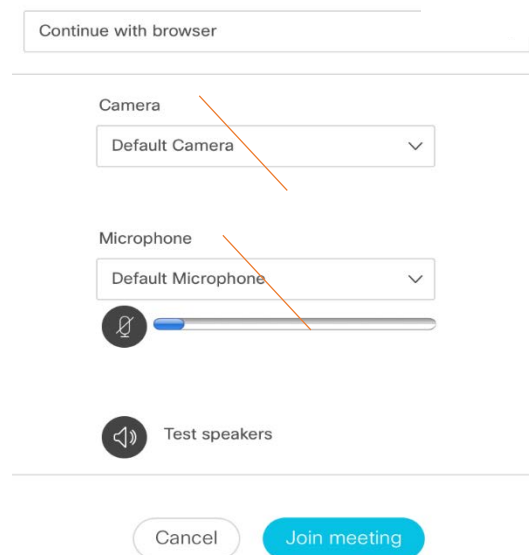 Continue with browser
Camera
Default Camera
Microphone
Default Microphone
Test speakers
Cancel
Join meeting